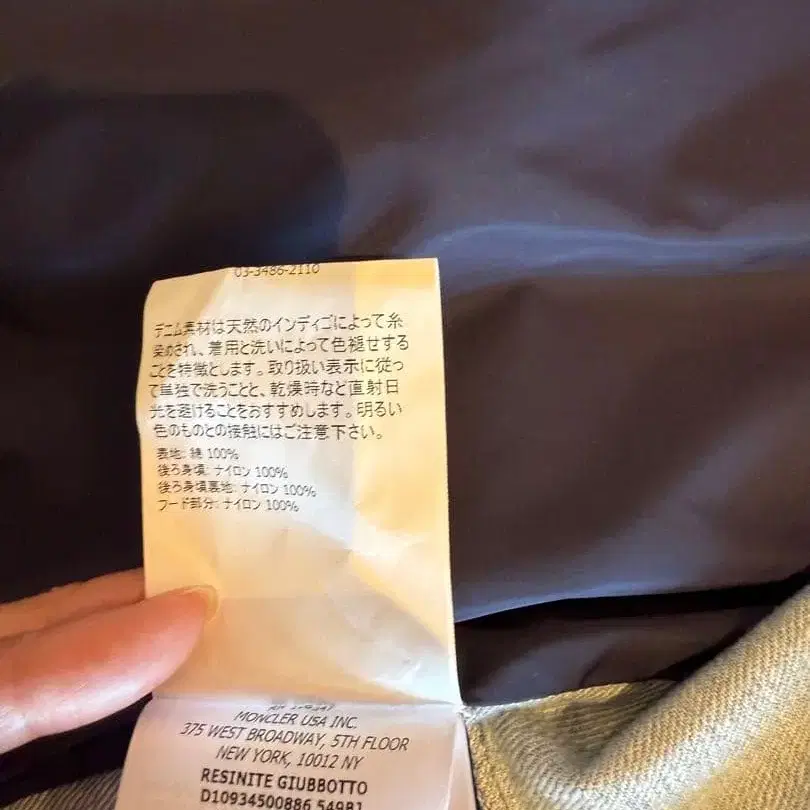 03-3486-2110
デニム素材は天然のインディゴによって糸
染めされ、着用と洗いによって色褪せする
ことを特徴とします。取り扱い表示に従っ
て単独で洗うことと、乾燥時など直射日
光を避けることをおすすめします。明るい
色のものとの接触にはご注意下さい。
表地: 綿 100%
後ろ身頃: ナイロン 100%
後ろ身頃裏地: ナイロン 100%
フード部分: ナイロン 100%
MONCLER USA INC.
375 WEST BROADWAY, 5TH FLOOR
NEW YORK, 10012 NY
RESINITE GIUBBOTTO
D10934500886 549BJ